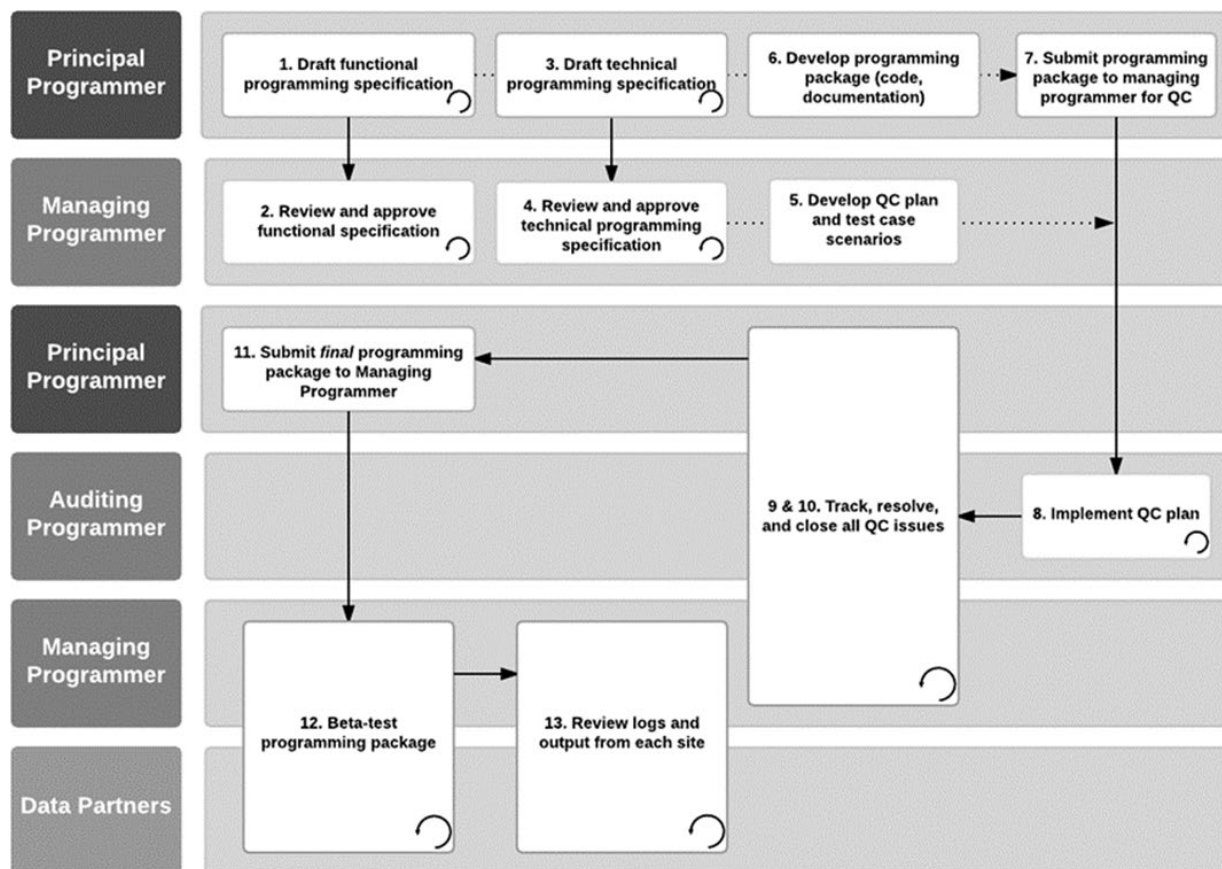 Principal
Programmer
1. Draft functional
programming specification
3. Draft technical
programming specification
6. Develop programming
package (code,
documentation)
7. Submit programming
package to managing
programmer for QC
Managing
Programmer
2. Review and approve
functional specification
4. Review and approve
technical programming
specification
5. Develop QC plan
and test case
scenarios
Principal
Programmer
11. Submit final programming
package to Managing
Programmer
Auditing
Programmer
9 & 10. Track, resolve,
and close all QC issues
8. Implement QC plan
Managing
Programmer
12. Beta-test
programming package
13. Review logs and
output from each site
Data Partners